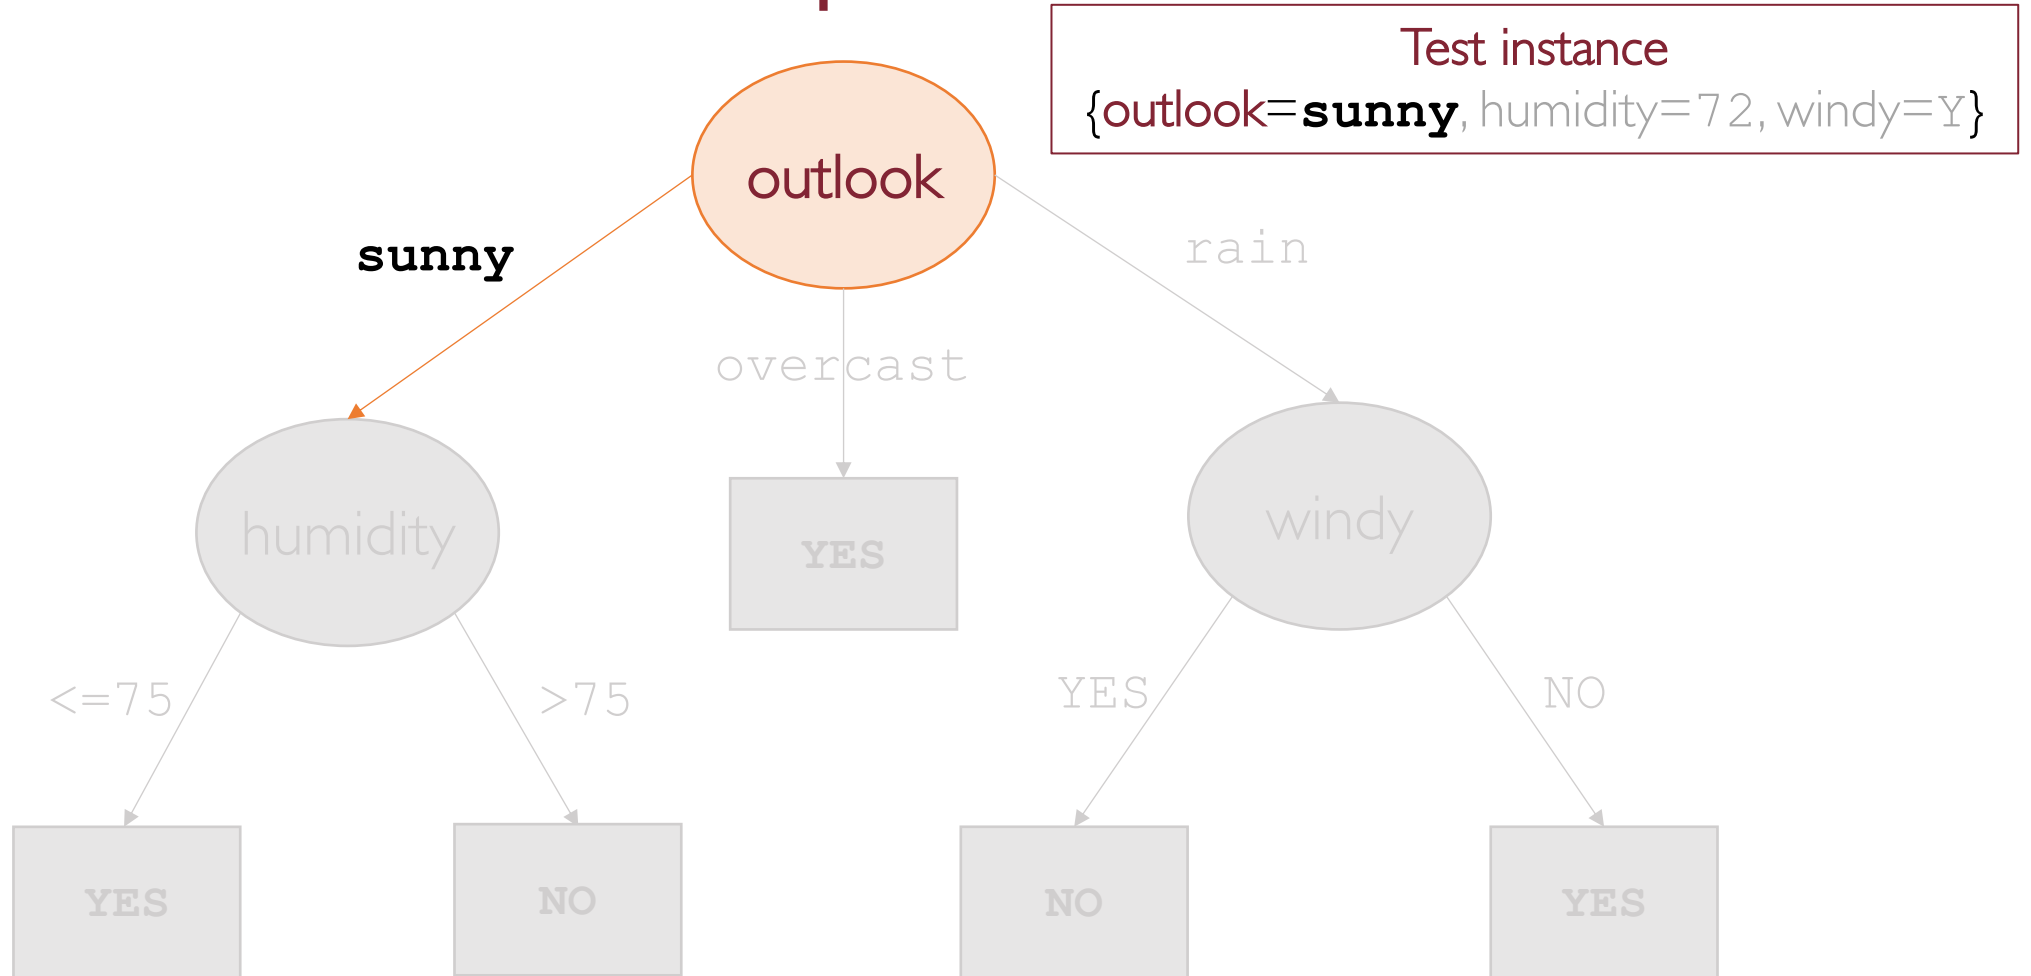 Test instance
{outlook=sunny, humidity=72, windy=Y}
outlook
sunny
rain
overcast
humidity
YES
windy
<=75
>75
YES
NO
YES
NO
NO
YES